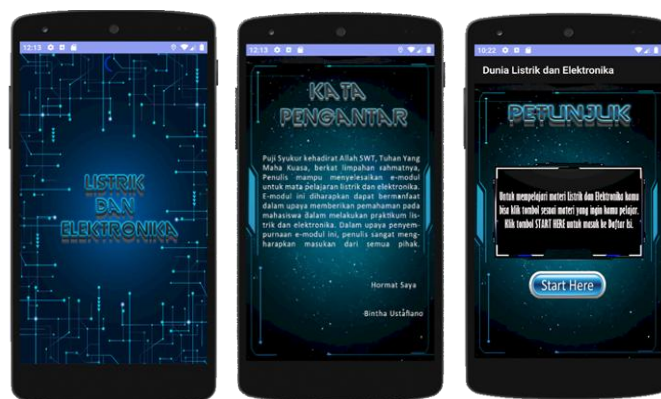 12:13
LISTRIK
DAN
ELEKTRONIKA
12:13
KATA
PENGANTAR
Puji Syukur kehadirat Allah SWT, Tuhan Yang
Maha Kuasa, berkat limpahan rahmatnya,
Penulis mampu menyelesaikan e-modul
untuk mata pelajaran listrik dan elektronika.
E-modul ini diharapkan dapat bermanfaat
dalam upaya memberikan pemahaman pada
mahasiswa dalam melakukan praktikum lis-
trik dan elektronika. Dalam upaya penyem-
purnaan e-modul ini, penulis sangat meng-
harapkan masukan dari semua pihak.
Hormat Saya
Bintha Ustafiano
10:22
Dunia Listrik dan Elektronika
PETUNJUK
Untuk mempelajari materi Listrik dan Elektronika kamu
bisa klik tombol sesuai materi yang ingin kamu pelajar.
Klik tombol START HERE untuk masuk ke Daftar Isi.
Start Here